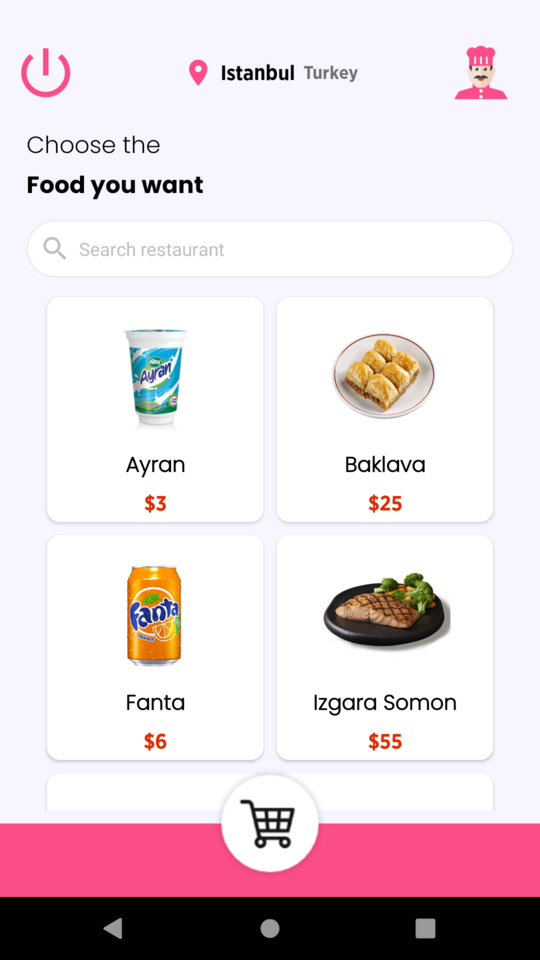 Istanbul Turkey
Choose the
Food you want
Search restaurant
Ayran
Ayran
$3
Baklava
$25
Fanta
ORANGE
Fanta
$6
Izgara Somon
$55